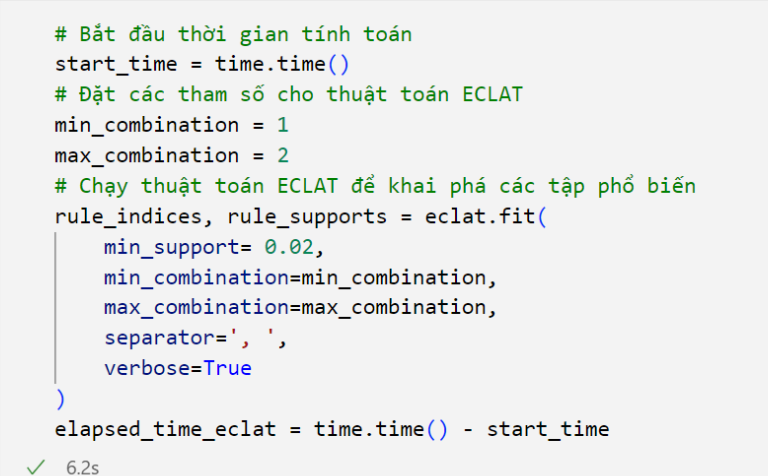 # Bắt đầu thời gian tính toán
start_time = time.time()
# Đặt các tham số cho thuật toán ECLAT
min_combination = 1
max_combination = 2
# Chạy thuật toán ECLAT để khai phá các tập phổ biến
rule_indices, rule_supports = eclat.fit(
    min_support= 0.02,
    min_combination=min_combination,
    max_combination=max_combination,
    separator=', ',
    verbose=True
)
elapsed_time_eclat = time.time() - start_time
6.2s